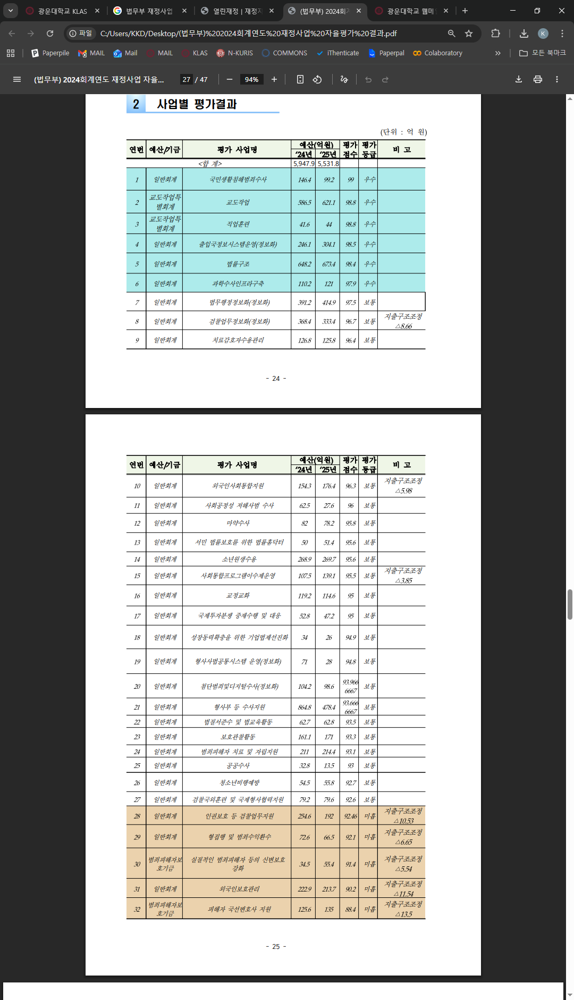 광운대학교 KLAS
법무부 재정사업
열린재정 | 재정지
(법무부) 2024회계
광운대학교 웹메일
파일 C:/Users/KKD/Desktop/(법무부)%202024회계연도%20재정사업%20자율평가%20결과.pdf
K
Paperpile MAIL Mail MAIL KLAS N-KURIS COMMONS iThenticate Paperpal Colaboratory » 모든 북마크
(법무부) 2024회계연도 재정사업 자율... 27 / 47 94%
2 사업별 평가결과
(단위 : 억 원)
연번 예산/기금 평가 사업명 예산(억원) ‘24년 ‘25년 평가점수 평가등급 비 고
<합 계> 5,947.9 5,531.8
1 일반회계 국민생활침해범죄수사 146.4 99.2 99 우수
2 교도작업특별회계 교도작업 586.5 621.1 98.8 우수
3 교도작업특별회계 직업훈련 41.6 44 98.8 우수
4 일반회계 출입국정보시스템운영(정보화) 246.1 304.1 98.5 우수
5 일반회계 법률구조 648.2 673.4 98.4 우수
6 일반회계 과학수사인프라구축 110.2 121 97.9 우수
7 일반회계 법무행정정보화(정보화) 391.2 414.9 97.5 보통
8 일반회계 검찰업무정보화(정보화) 368.4 333.4 96.7 보통 지출구조조정 △8.66
9 일반회계 치료감호자수용관리 126.8 125.8 96.4 보통
- 24 -
연번 예산/기금 평가 사업명 예산(억원) ‘24년 ‘25년 평가점수 평가등급 비 고
10 일반회계 외국인사회통합지원 154.3 176.4 96.3 보통 지출구조조정 △5.98
11 일반회계 사회공정성 저해사범 수사 62.5 27.6 96 보통
12 일반회계 마약수사 82 78.2 95.8 보통
13 일반회계 서민 법률보호를 위한 법률홈닥터 50 51.4 95.6 보통
14 일반회계 소년원생수용 268.9 269.7 95.6 보통
15 일반회계 사회통합프로그램이수제운영 107.5 139.1 95.5 보통 지출구조조정 △3.85
16 일반회계 교정교화 119.2 114.6 95 보통
17 일반회계 국제투자분쟁 중재수행 및 대응 52.8 47.2 95 보통
18 일반회계 성장동력확충을 위한 기업법제선진화 34 26 94.9 보통
19 일반회계 형사사법공통시스템 운영(정보화) 71 28 94.8 보통
20 일반회계 첨단범죄및디지털수사(정보화) 104.2 98.6 93.9666667 보통
21 일반회계 형사부 등 수사지원 864.8 478.4 93.6666667 보통
22 일반회계 법질서준수 및 법교육활동 62.7 62.8 93.5 보통
23 일반회계 보호관찰활동 161.1 171 93.3 보통
24 일반회계 범죄피해자 치료 및 자립지원 211 214.4 93.1 보통
25 일반회계 공공수사 32.8 13.5 93 보통
26 일반회계 청소년비행예방 54.5 55.8 92.7 보통
27 일반회계 검찰국외훈련 및 국제형사협력지원 79.2 79.6 92.6 보통
28 일반회계 인권보호 등 검찰업무지원 254.6 192 92.46 미흡 지출구조조정 △10.53
29 일반회계 형집행 및 범죄수익환수 72.6 66.5 92.1 미흡 지출구조조정 △6.65
30 범죄피해자보호기금 실질적인 범죄피해자 등의 신변보호 강화 34.5 55.4 91.4 미흡 지출구조조정 △5.54
31 일반회계 외국인보호관리 222.9 213.7 90.2 미흡 지출구조조정 △11.54
32 범죄피해자보호기금 피해자 국선변호사 지원 125.6 135 88.4 미흡 지출구조조정 △13.5
- 25 -